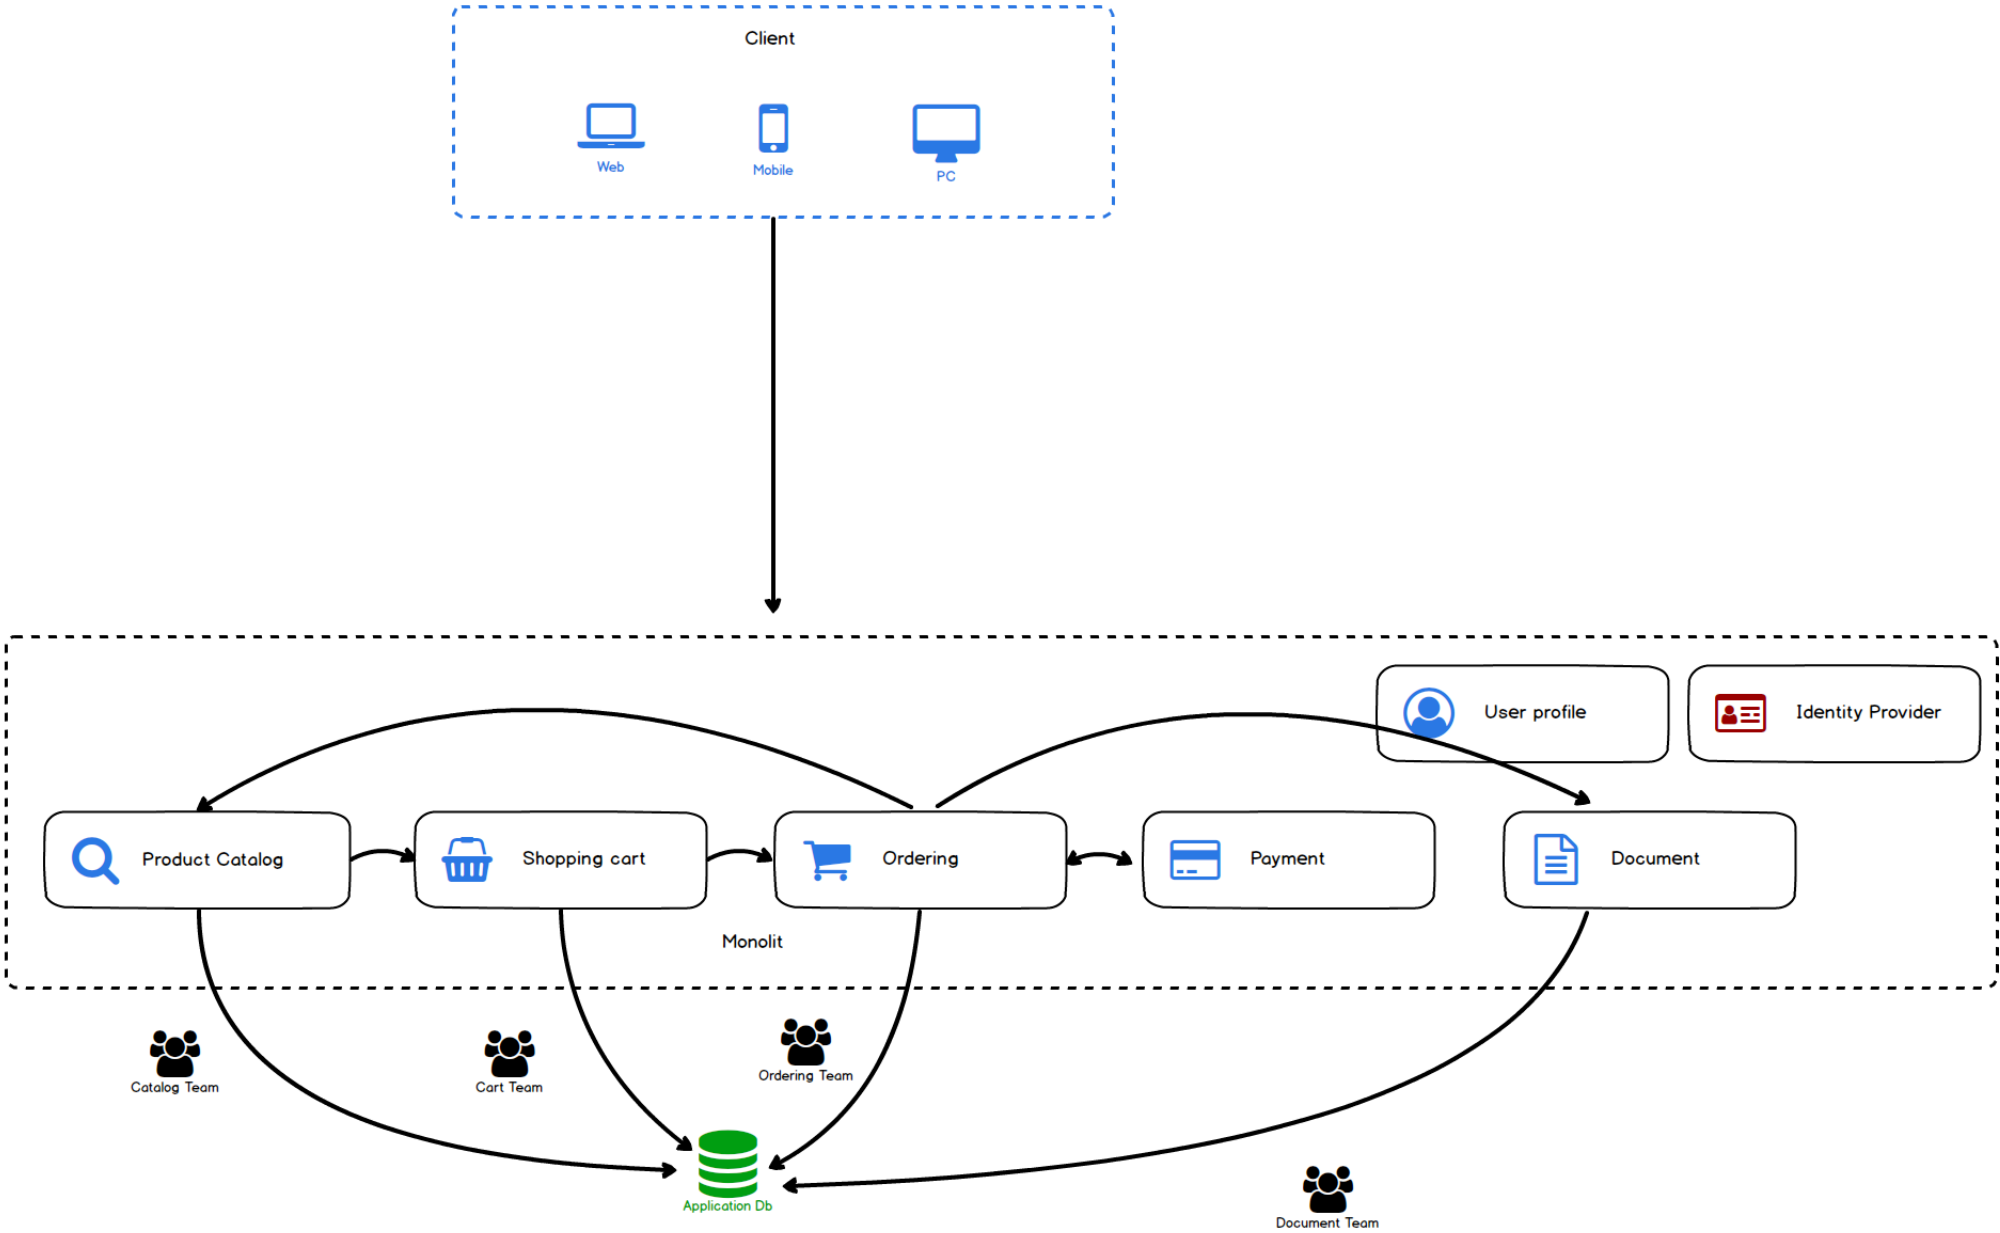 Client
Web
Mobile
PC
User profile
Identity Provider
Product Catalog
Shopping cart
Ordering
Payment
Document
Monolit
Catalog Team
Cart Team
Ordering Team
Application Db
Document Team